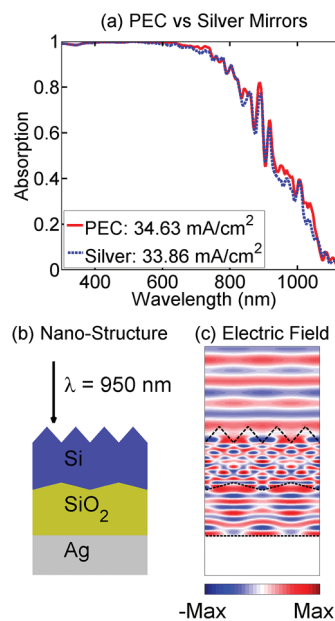 (a) PEC vs Silver Mirrors
1
0.8
0.6
0.4
0.2
0
Absorption
PEC: 34.63 mA/cm²
Silver: 33.86 mA/cm²
400 600 800 1000
Wavelength (nm)
(b) Nano-Structure
λ = 950 nm
Si
SiO₂
Ag
(c) Electric Field
-Max Max